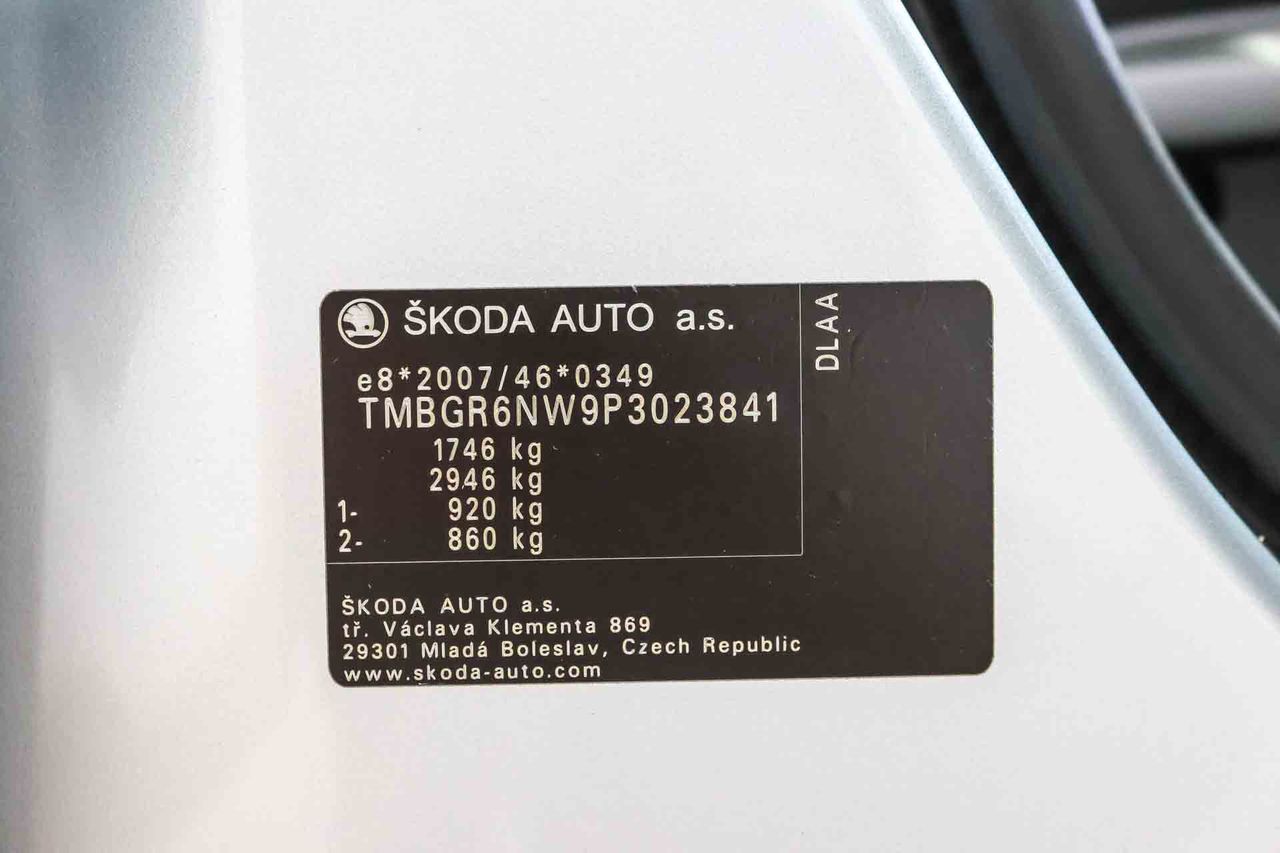 ŠKODA AUTO a.s.
DLAA
e8*2007/46*0349
TMBGR6NW9P3023841
1746 kg
2946 kg
1- 920 kg
2- 860 kg
ŠKODA AUTO a.s.
tř. Václava Klementa 869
29301 Mladá Boleslav, Czech Republic
www.skoda-auto.com